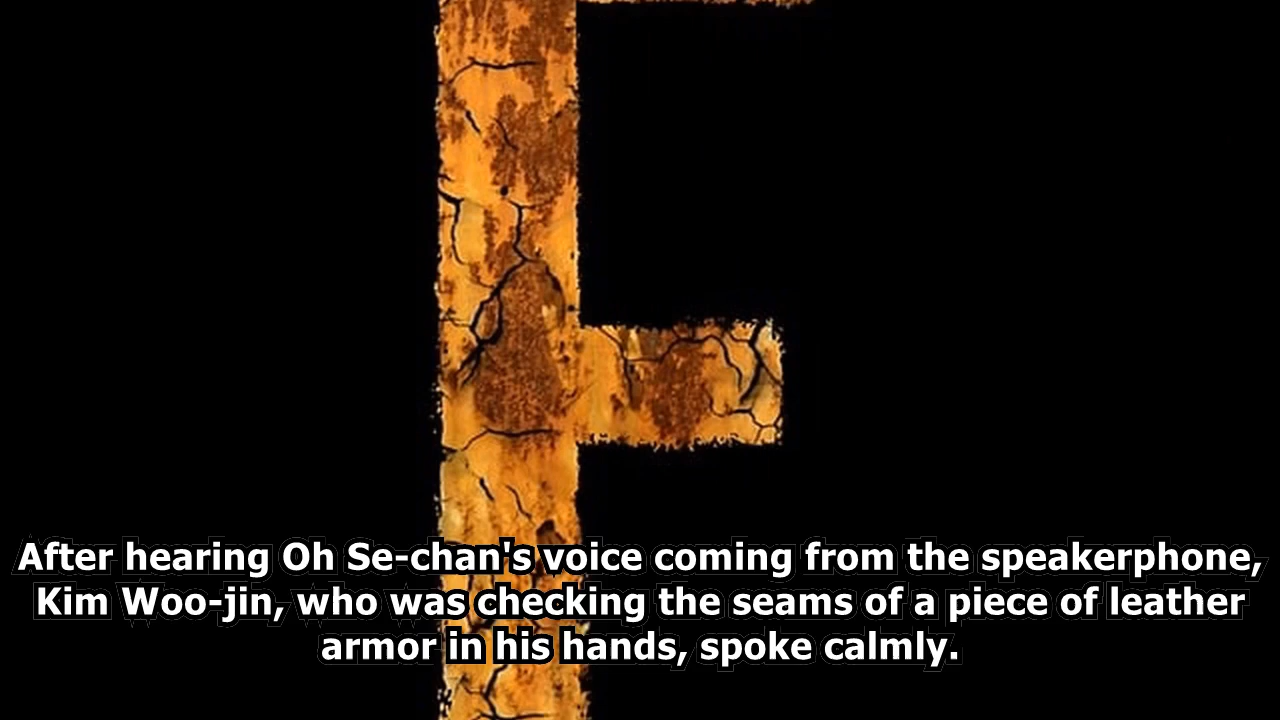 After hearing Oh Se-chan's voice coming from the speakerphone,
Kim Woo-jin, who was checking the seams of a piece of leather
armor in his hands, spoke calmly.